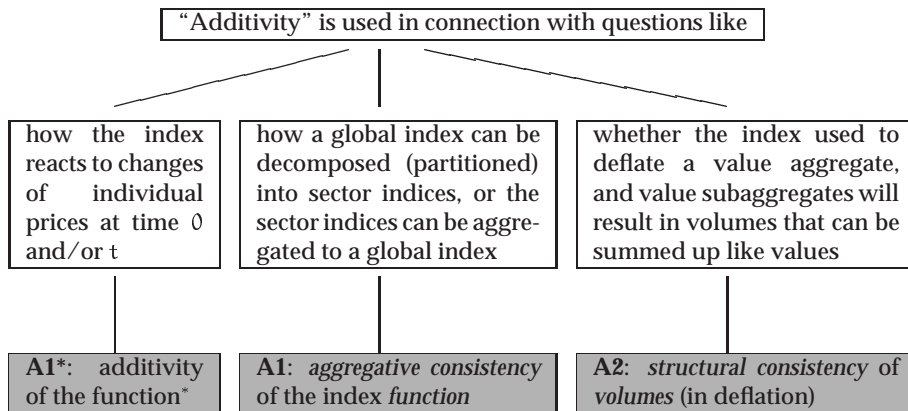 “Additivity” is used in connection with questions like
how the index
reacts to changes
of individual
prices at time 0
and/or t
how a global index can be
decomposed (partitioned)
into sector indices, or the
sector indices can be aggre-
gated to a global index
whether the index used to
deflate a value aggregate,
and value subaggregates will
result in volumes that can be
summed up like values
A1*: additivity
of the function*
A1: aggregative consistency
of the index function
A2: structural consistency of
volumes (in deflation)